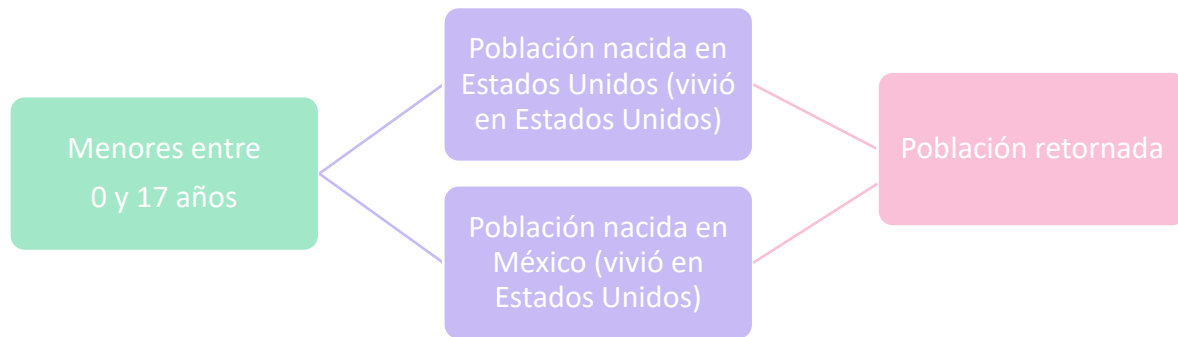 Menores entre
0 y 17 años
Población nacida en
Estados Unidos (vivió
en Estados Unidos)
Población nacida en
México (vivió en
Estados Unidos)
Población retornada